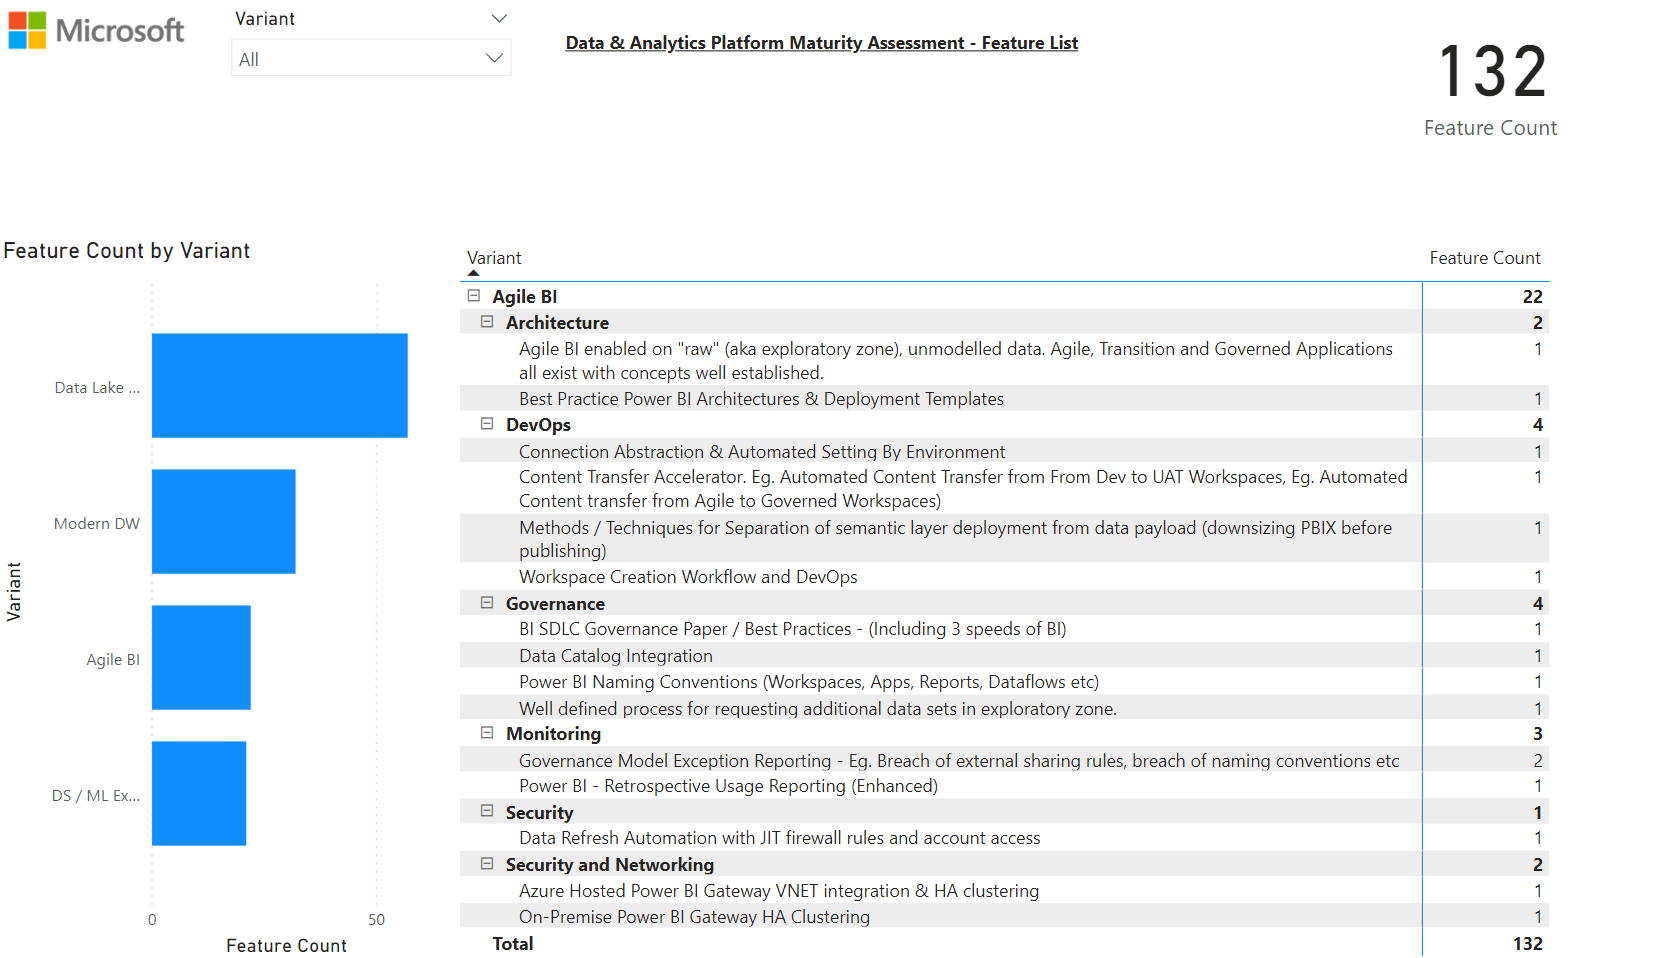 Microsoft
Variant
All
Data & Analytics Platform Maturity Assessment - Feature List
132
Feature Count
Feature Count by Variant
Data Lake ...
Modern DW
Agile BI
DS / ML Ex...
Variant
0
50
Feature Count
Variant Feature Count
Agile BI 22
Architecture 2
Agile BI enabled on "raw" (aka exploratory zone), unmodelled data. Agile, Transition and Governed Applications 1
all exist with concepts well established.
Best Practice Power BI Architectures & Deployment Templates 1
DevOps 4
Connection Abstraction & Automated Setting By Environment 1
Content Transfer Accelerator. Eg. Automated Content Transfer from From Dev to UAT Workspaces, Eg. Automated 1
Content transfer from Agile to Governed Workspaces)
Methods / Techniques for Separation of semantic layer deployment from data payload (downsizing PBIX before 1
publishing)
Workspace Creation Workflow and DevOps 1
Governance 4
BI SDLC Governance Paper / Best Practices - (Including 3 speeds of BI) 1
Data Catalog Integration 1
Power BI Naming Conventions (Workspaces, Apps, Reports, Dataflows etc) 1
Well defined process for requesting additional data sets in exploratory zone. 1
Monitoring 3
Governance Model Exception Reporting - Eg. Breach of external sharing rules, breach of naming conventions etc 2
Power BI - Retrospective Usage Reporting (Enhanced) 1
Security 1
Data Refresh Automation with JIT firewall rules and account access 1
Security and Networking 2
Azure Hosted Power BI Gateway VNET integration & HA clustering 1
On-Premise Power BI Gateway HA Clustering 1
Total 132